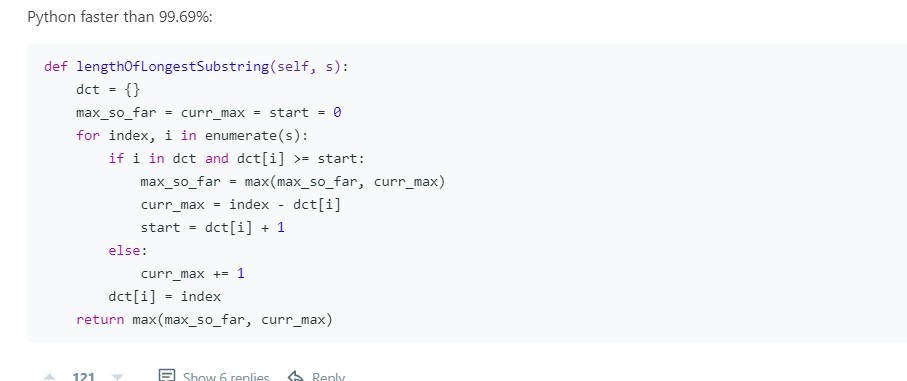 Python faster than 99.69%:
def lengthOfLongestSubstring(self, s):
    dct = {}
    max_so_far = curr_max = start = 0
    for index, i in enumerate(s):
        if i in dct and dct[i] >= start:
            max_so_far = max(max_so_far, curr_max)
            curr_max = index - dct[i]
            start = dct[i] + 1
        else:
            curr_max += 1
        dct[i] = index
    return max(max_so_far, curr_max)
121 Show 6 replies Reply